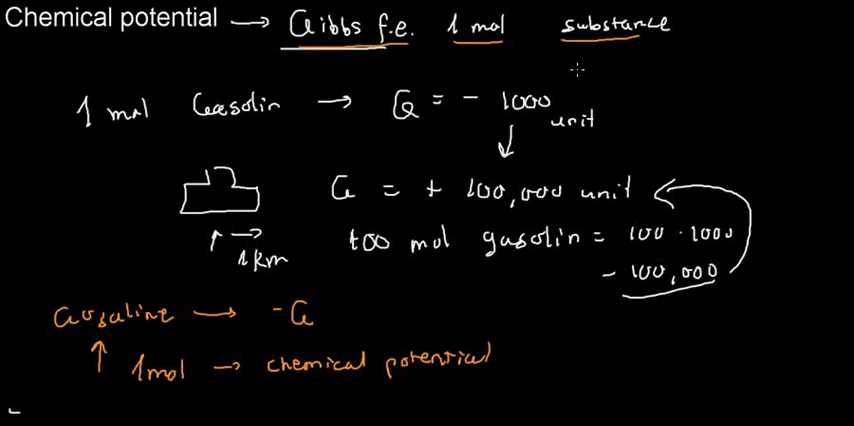 Chemical potential → Gibbs f.e. 1 mol substance
1 mol Gasolin → G = - 1000 unit
G = + 100,000 unit
1km
100 mol gasolin = 100 · 1000
- 100,000
Gasaline → -G
1mol → chemical potential